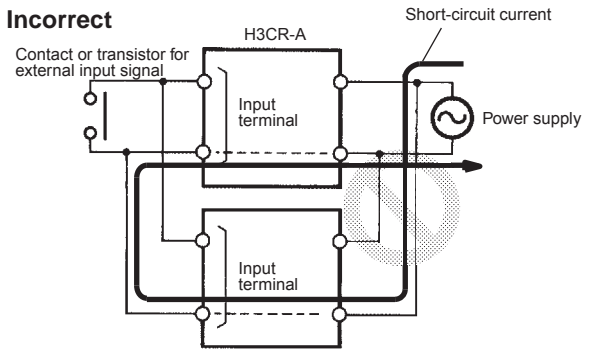 Incorrect
Short-circuit current
H3CR-A
Contact or transistor for
external input signal
Input
terminal
Power supply
Input
terminal